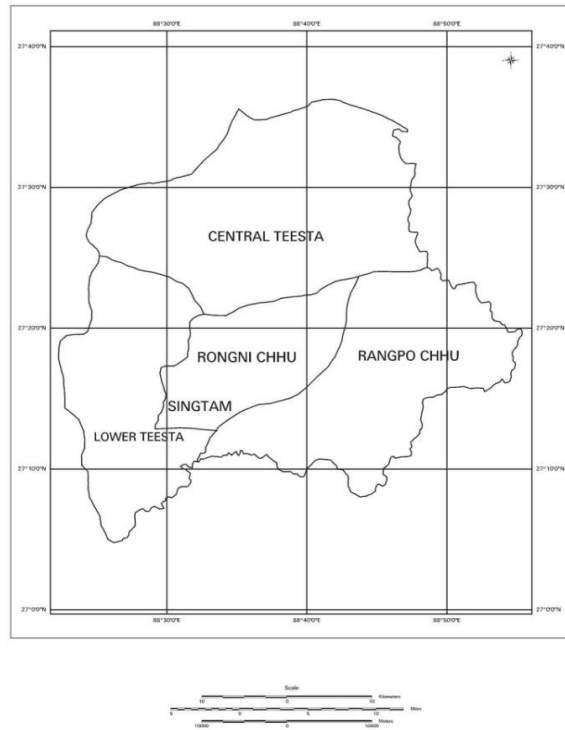 88°30'0"E 88°40'0"E 88°50'0"E
27°40'0"N 27°40'0"N
27°30'0"N 27°30'0"N
CENTRAL TEESTA
27°20'0"N 27°20'0"N
RONGNI CHHU RANGPO CHHU
SINGTAM
LOWER TEESTA
27°10'0"N 27°10'0"N
27°0'0"N 27°0'0"N
88°30'0"E 88°40'0"E 88°50'0"E
Scale
10 0 10 Kilometers
5 0 5 10 Miles
10000 0 10000 Meters